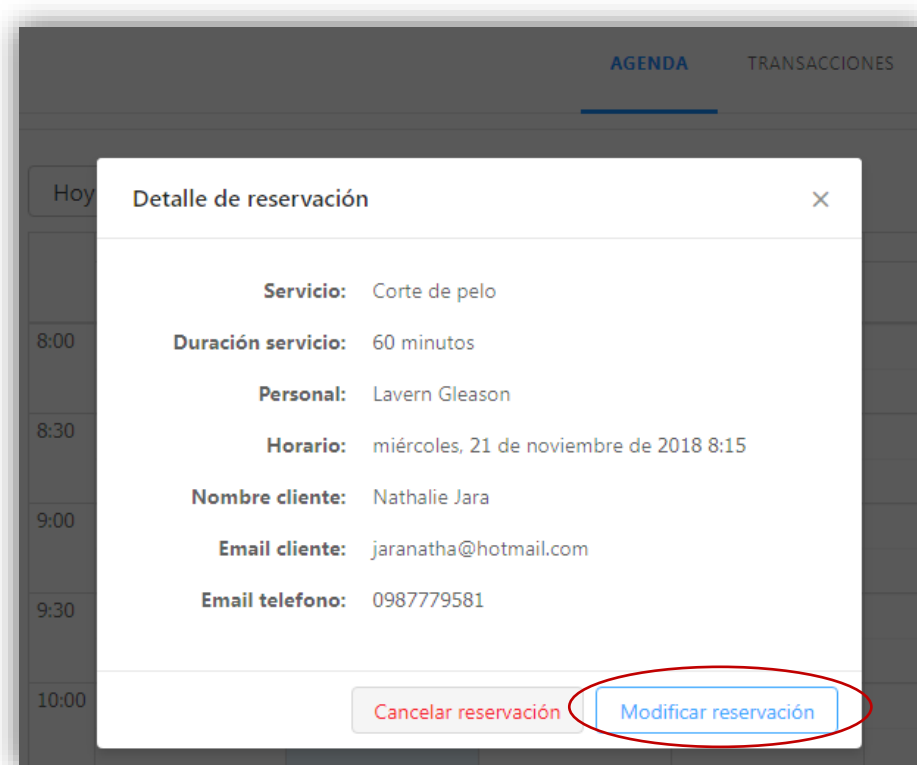 AGENDA TRANSACCIONES
Hoy
Detalle de reservación ×
Servicio: Corte de pelo
8:00
Duración servicio: 60 minutos
Personal: Lavern Gleason
8:30
Horario: miércoles, 21 de noviembre de 2018 8:15
Nombre cliente: Nathalie Jara
9:00
Email cliente: jaranatha@hotmail.com
9:30
Email telefono: 0987779581
10:00
Cancelar reservación Modificar reservación